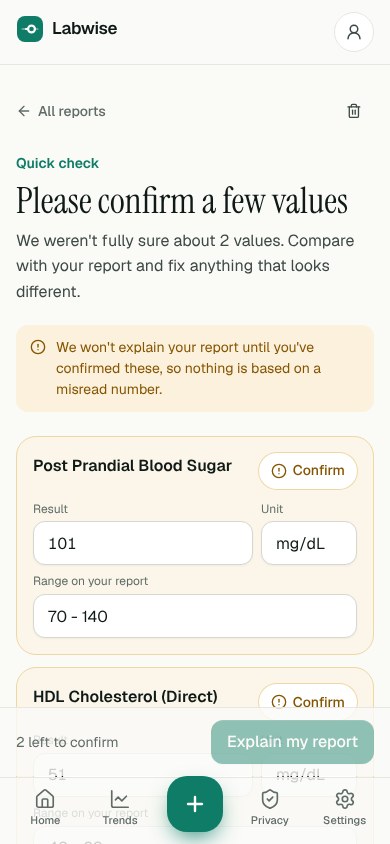 Labwise
All reports
Quick check
Please confirm a few values
We weren't fully sure about 2 values. Compare
with your report and fix anything that looks
different.
We won't explain your report until you've
confirmed these, so nothing is based on a
misread number.
Post Prandial Blood Sugar
Confirm
Result
Unit
101
mg/dL
Range on your report
70 - 140
HDL Cholesterol (Direct)
Confirm
2 left to confirm
Explain my report
51
mg/dL
Range on your report
Home
Trends
Privacy
Settings